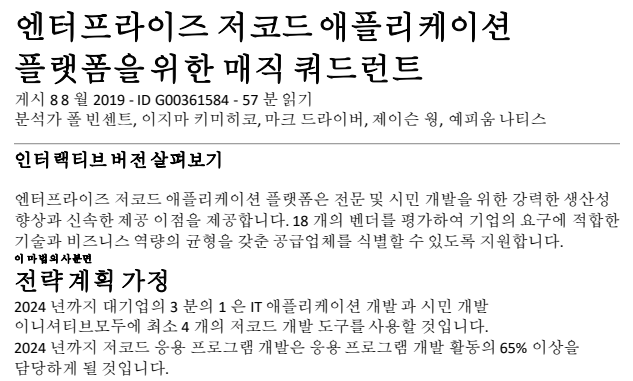 엔터프라이즈 저코드 애플리케이션
플랫폼을 위한 매직 쿼드런트
게시 8 8 월 2019 - ID G00361584 - 57 분 읽기
분석가 폴 빈센트, 이지마 키미히코, 마크 드라이버, 제이슨 웡, 예피움 나티스
인터랙티브 버전 살펴보기
엔터프라이즈 저코드 애플리케이션 플랫폼은 전문 및 시민 개발을 위한 강력한 생산성
향상과 신속한 제공 이점을 제공합니다. 18 개의 벤더를 평가하여 기업의 요구에 적합한
기술과 비즈니스 역량의 균형을 갖춘 공급업체를 식별할 수 있도록 지원합니다.
이 마법의 사분면
전략 계획 가정
2024 년까지 대기업의 3 분의 1 은 IT 애플리케이션 개발 과 시민 개발
이니셔티브모두에 최소 4 개의 저코드 개발 도구를 사용할 것입니다.
2024 년까지 저코드 응용 프로그램 개발은 응용 프로그램 개발 활동의 65% 이상을
담당하게 될 것입니다.